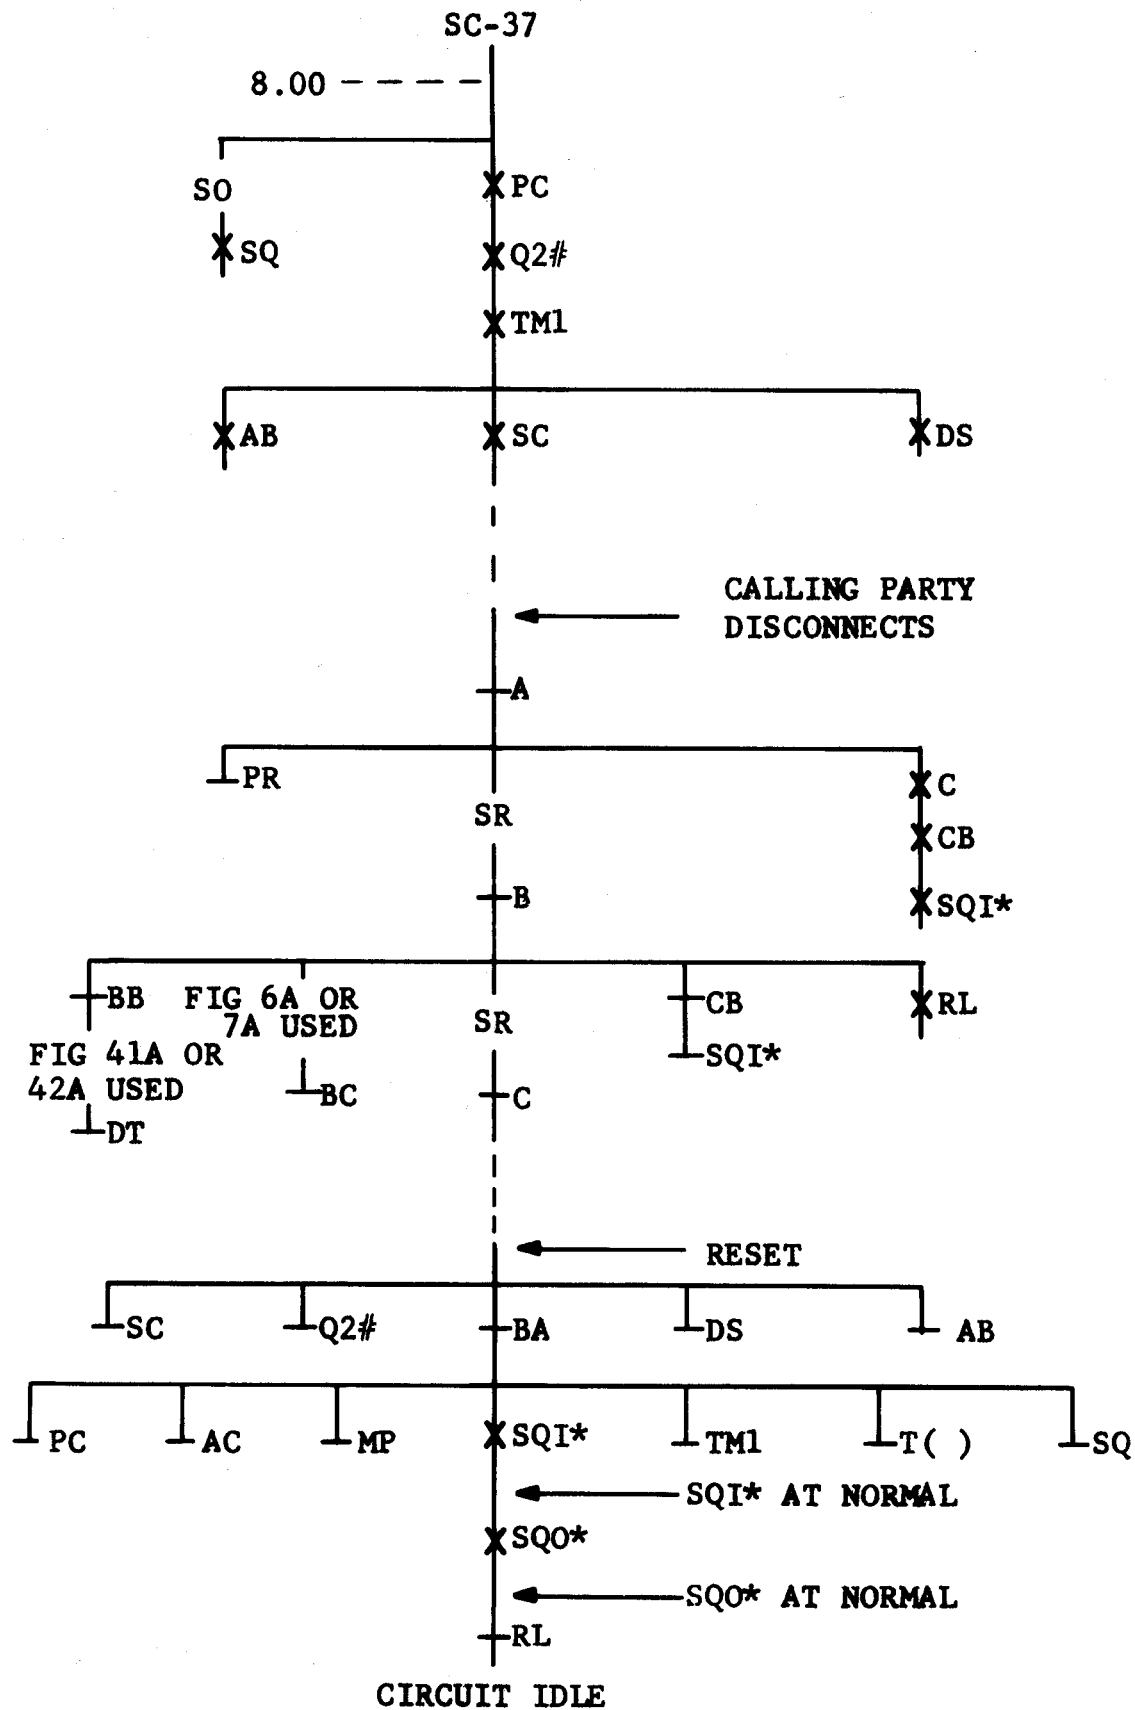 SC-37
8.00
SO
PC
SQ
Q2#
TM1
AB
SC
DS
CALLING PARTY
DISCONNECTS
A
PR
C
SR
CB
B
SQI*
BB
FIG 6A OR
7A USED
SR
CB
RL
FIG 41A OR
42A USED
SQI*
BC
C
DT
RESET
SC
Q2#
BA
DS
AB
PC
AC
MP
SQI*
TM1
T( )
SQ
SQI* AT NORMAL
SQO*
SQO* AT NORMAL
RL
CIRCUIT IDLE